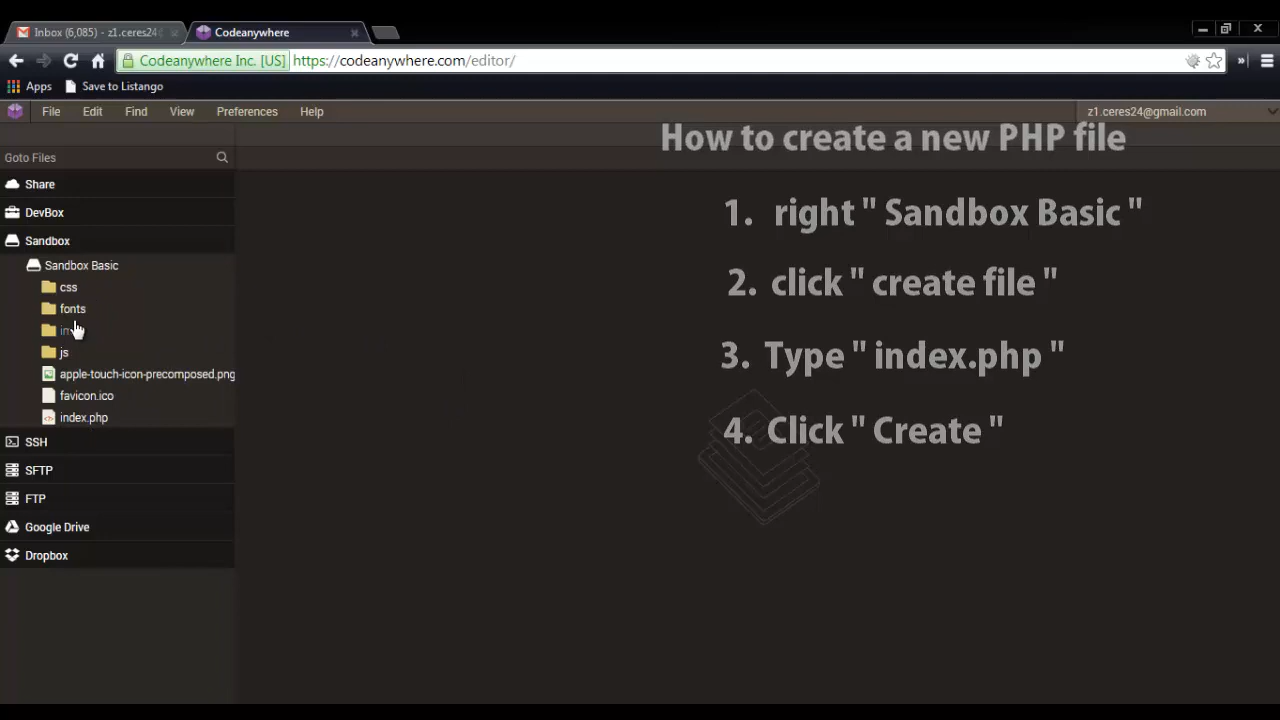 Inbox (6,085) - z1.ceres24
Codeanywhere
Codeanywhere Inc. [US] https://codeanywhere.com/editor/
Apps Save to Listango
File Edit Find View Preferences Help z1.ceres24@gmail.com
How to create a new PHP file
Goto Files
Share
1. right " Sandbox Basic "
DevBox
Sandbox
Sandbox Basic
2. click " create file "
css
fonts
js
3. Type " index.php "
apple-touch-icon-precomposed.png
favicon.ico
index.php
4. Click " Create "
SSH
SFTP
FTP
Google Drive
Dropbox